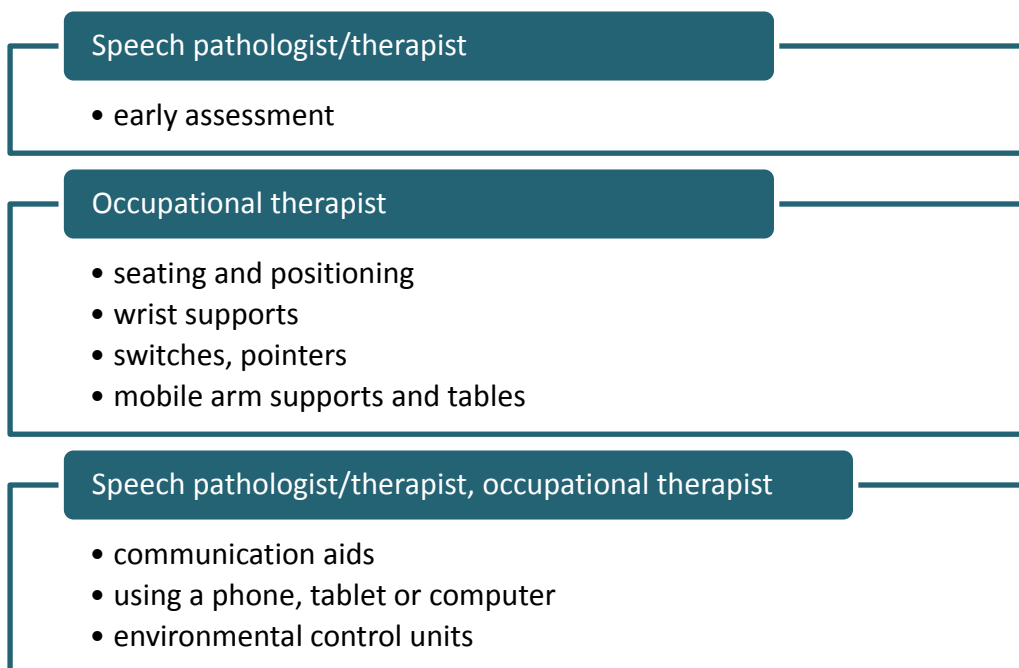 Speech pathologist/therapist
• early assessment
Occupational therapist
• seating and positioning
• wrist supports
• switches, pointers
• mobile arm supports and tables
Speech pathologist/therapist, occupational therapist
• communication aids
• using a phone, tablet or computer
• environmental control units